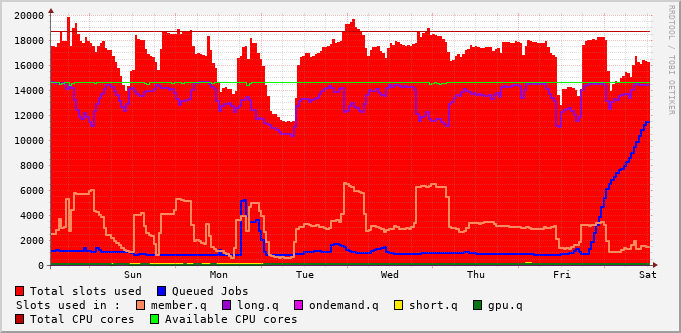 20000
18000
16000
14000
12000
10000
8000
6000
4000
2000
0
Sun Mon Tue Wed Thu Fri Sat
RRDTOOL / TOBI OETIKER
Total slots used Queued Jobs
Slots used in : member.q long.q ondemand.q short.q gpu.q
Total CPU cores Available CPU cores